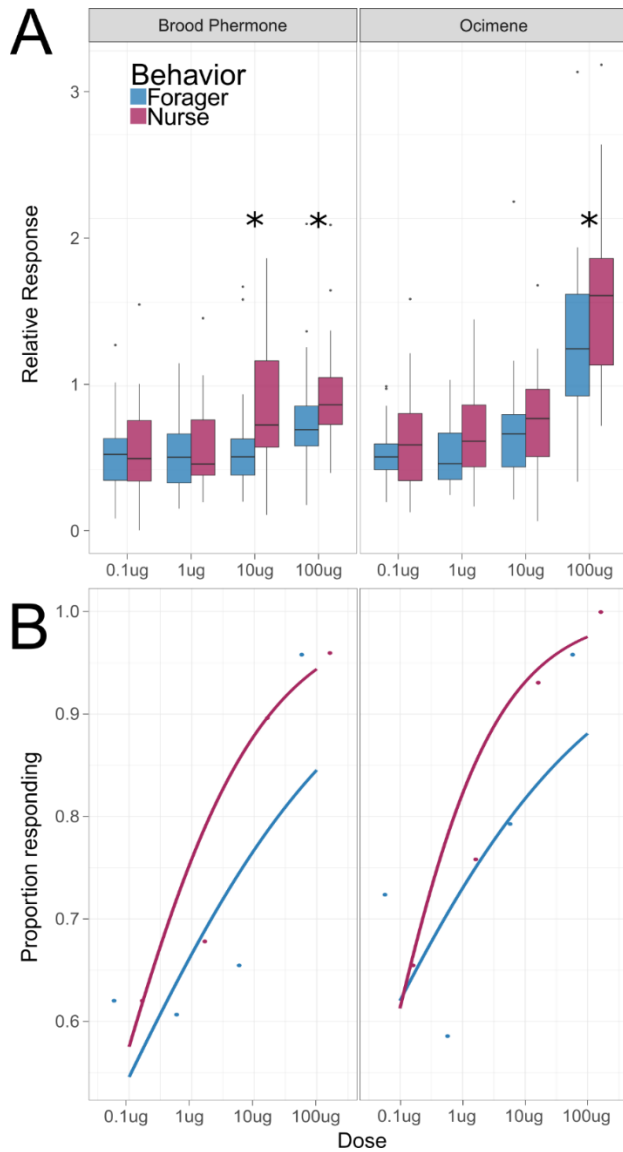 A
Brood Phermone
Ocimene
Behavior
Forager
Nurse
*
*
*
Relative Response
3
2
1
0
0.1ug
1ug
10ug
100ug
0.1ug
1ug
10ug
100ug
B
Proportion responding
1.0
0.9
0.8
0.7
0.6
0.1ug
1ug
10ug
100ug
0.1ug
1ug
10ug
100ug
Dose